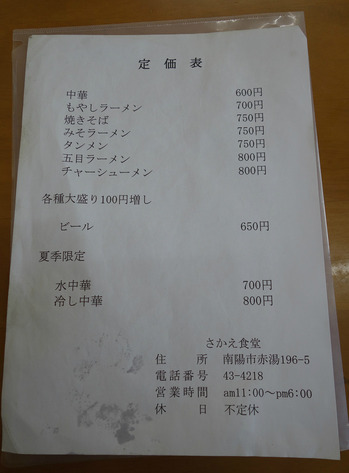 定 価 表
中華 600円
もやしラーメン 700円
焼きそば 750円
みそラーメン 750円
タンメン 750円
五目ラーメン 800円
チャーシューメン 800円
各種大盛り100円増し
ビール 650円
夏季限定
水中華 700円
冷し中華 800円
さかえ食堂
住 所 南陽市赤湯196-5
電話番号 43-4218
営業時間 am11:00～pm6:00
休 日 不定休